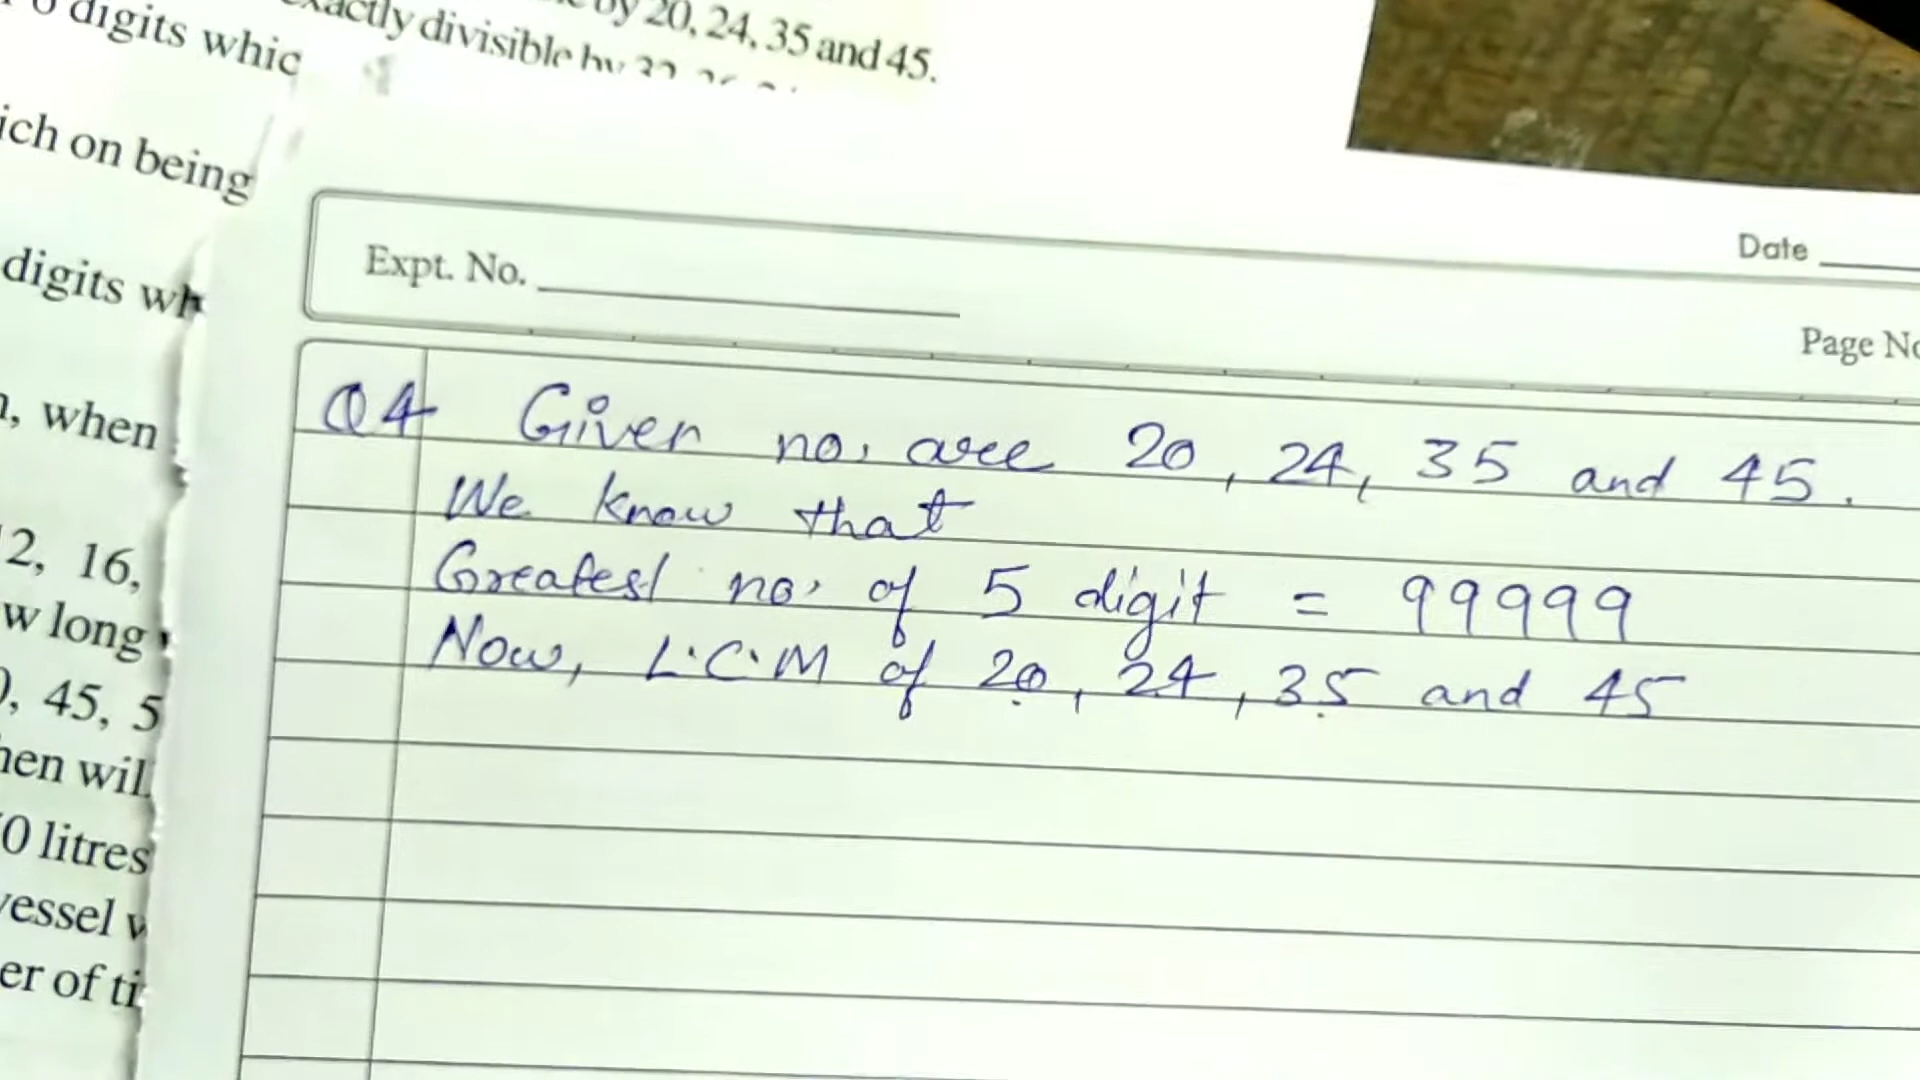 by 20, 24, 35 and 45.
exactly divisible by 32
digits whic
ich on being
digits wh
, when
2, 16,
w long
, 45, 5
hen wil
0 litres
vessel w
er of ti
Date
Expt. No.
Page No
Q4 Given no. are 20, 24, 35 and 45.
We know that
Greatest no. of 5 digit = 99999
Now, L.C.M of 20, 24, 35 and 45